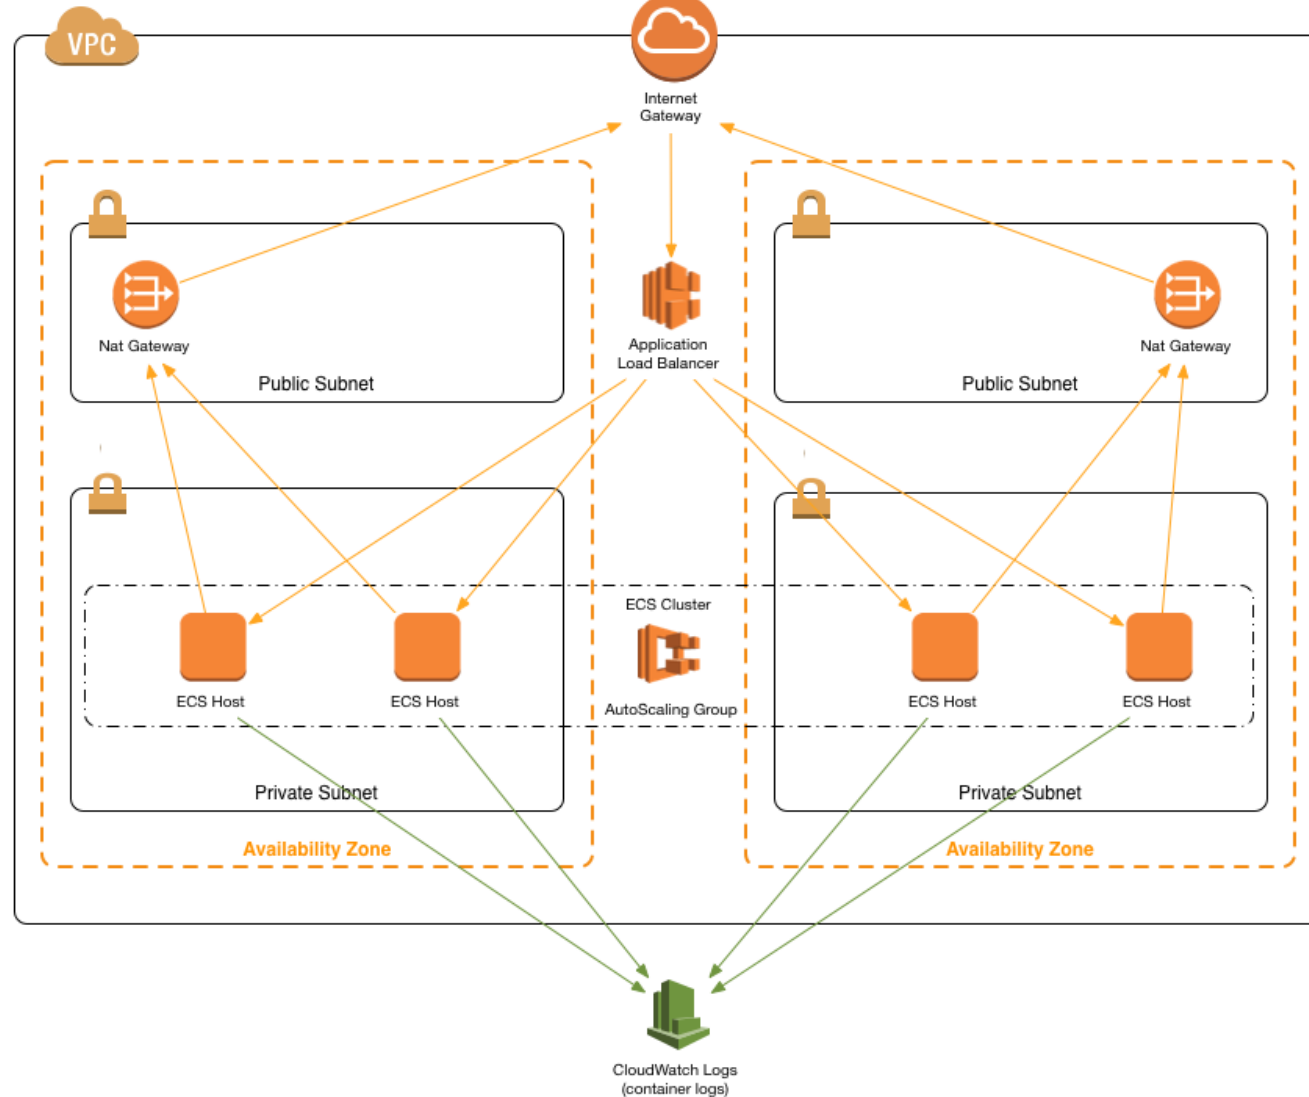 VPC
Internet
Gateway
Nat Gateway
Public Subnet
Application
Load Balancer
Nat Gateway
Public Subnet
ECS Cluster
ECS Host
ECS Host
AutoScaling Group
ECS Host
ECS Host
Private Subnet
Private Subnet
Availability Zone
Availability Zone
CloudWatch Logs
(container logs)